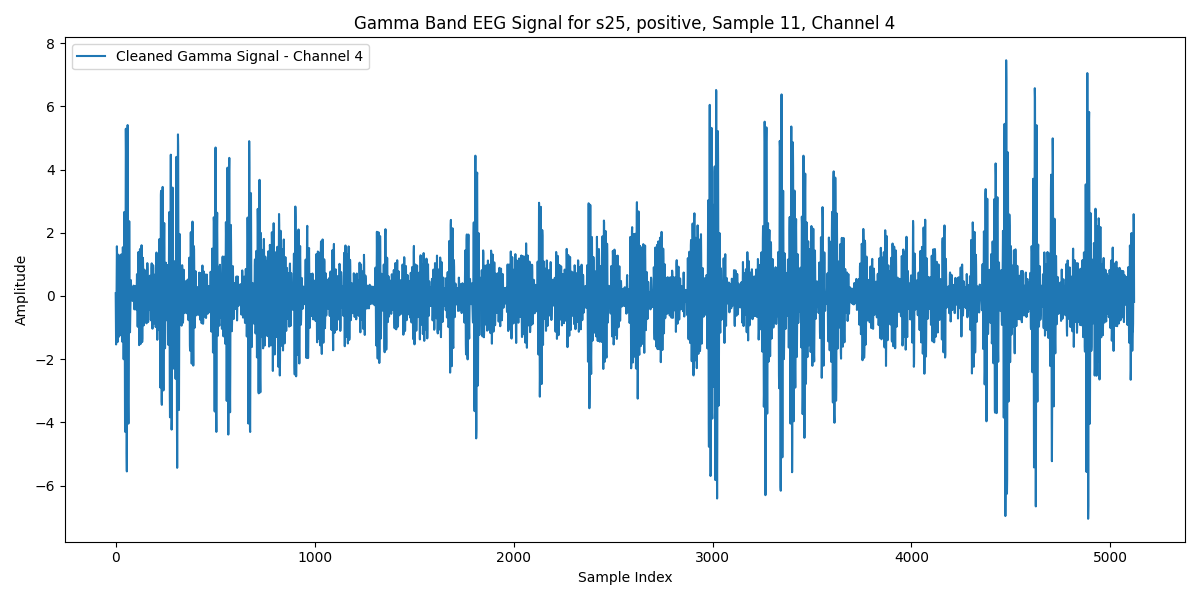 Gamma Band EEG Signal for s25, positive, Sample 11, Channel 4
Cleaned Gamma Signal - Channel 4
Amplitude
8
6
4
2
0
−2
−4
−6
0 1000 2000 3000 4000 5000
Sample Index